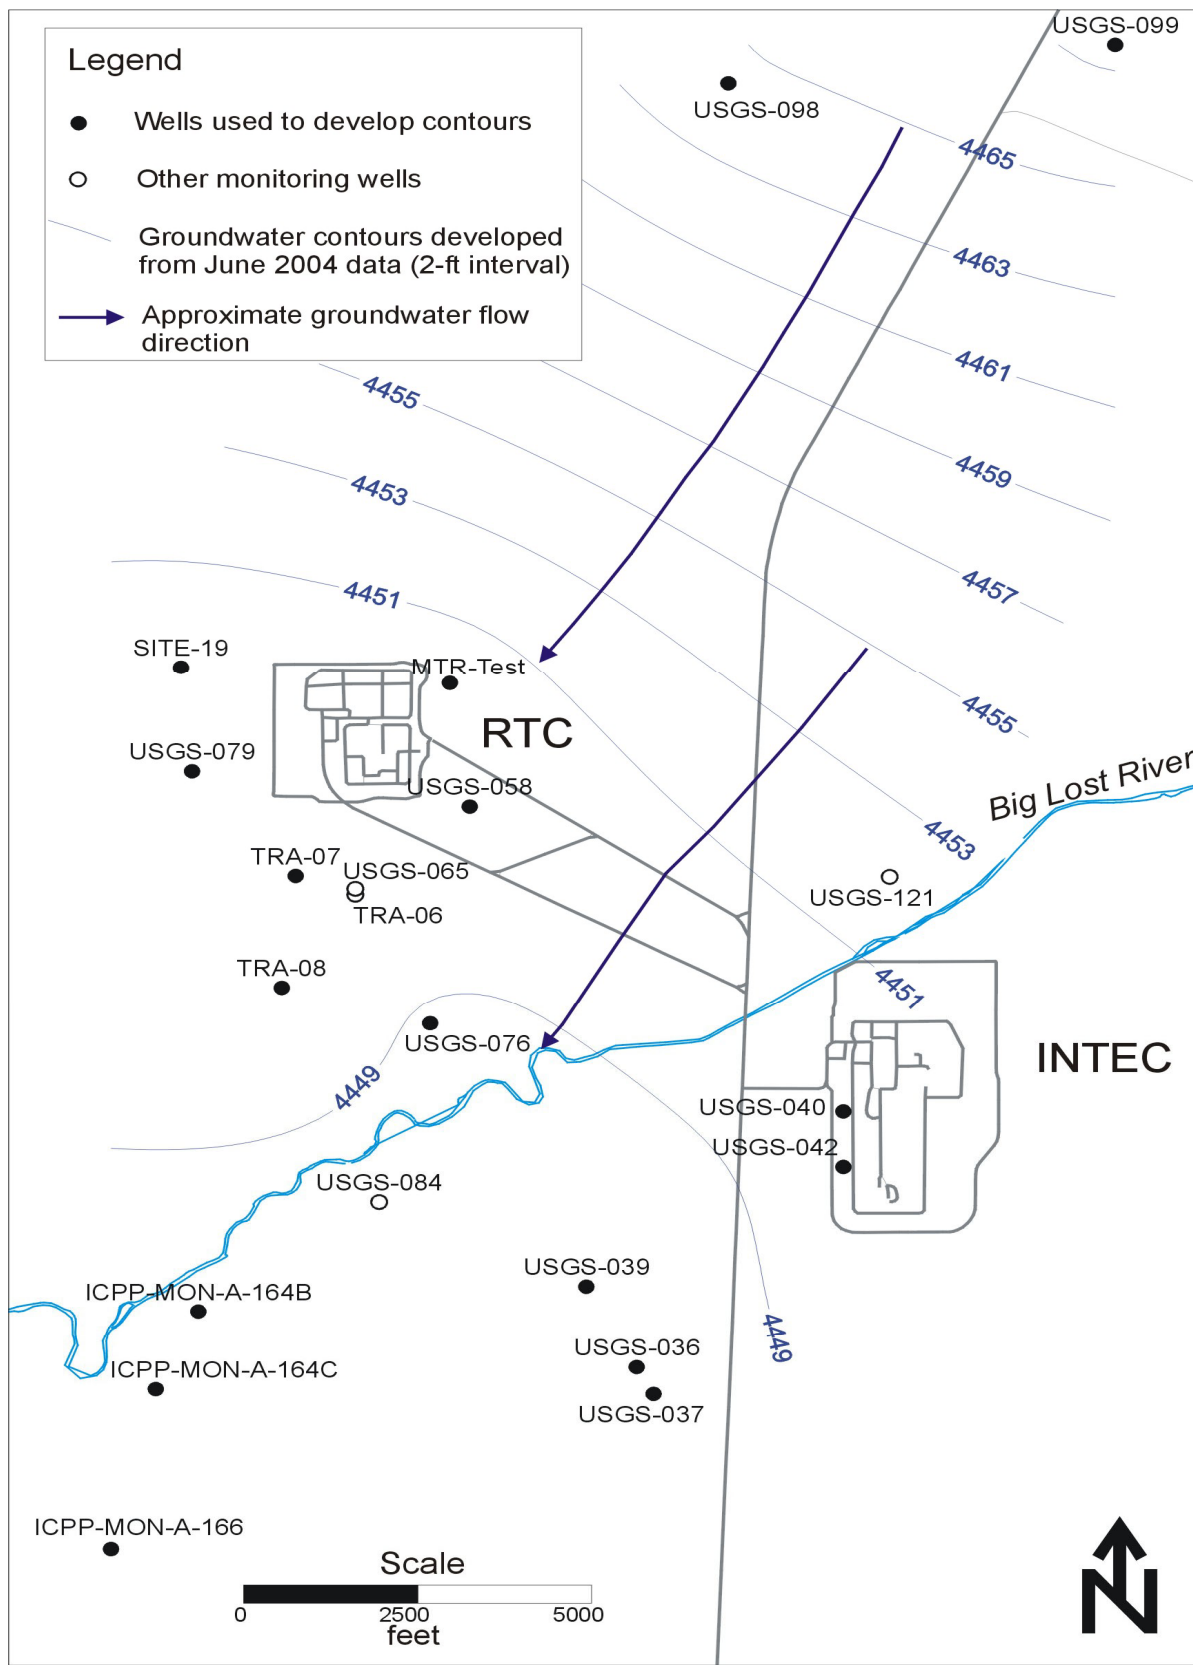 USGS-099
Legend
Wells used to develop contours
Other monitoring wells
Groundwater contours developed
from June 2004 data (2-ft interval)
Approximate groundwater flow
direction
USGS-098
4465
4463
4461
4455
4459
4453
4457
4451
SITE-19
MTR-Test
RTC
4455
USGS-079
USGS-058
Big Lost River
4453
TRA-07
USGS-065
USGS-121
TRA-06
TRA-08
4451
USGS-076
INTEC
4449
USGS-040
USGS-042
USGS-084
USGS-039
ICPP-MON-A-164B
4449
USGS-036
ICPP-MON-A-164C
USGS-037
ICPP-MON-A-166
Scale
0 2500 5000
feet
N